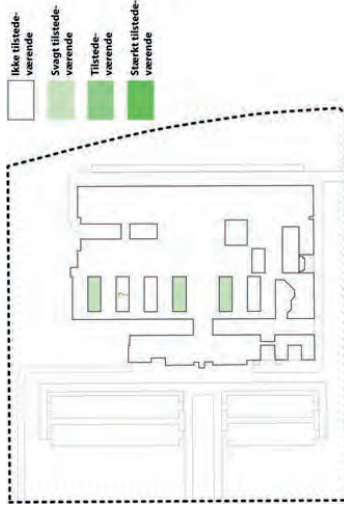 Ikke tilstede-
værende
Svagt tilstede-
værende
Tilstede-
værende
Stærkt tilstede-
værende